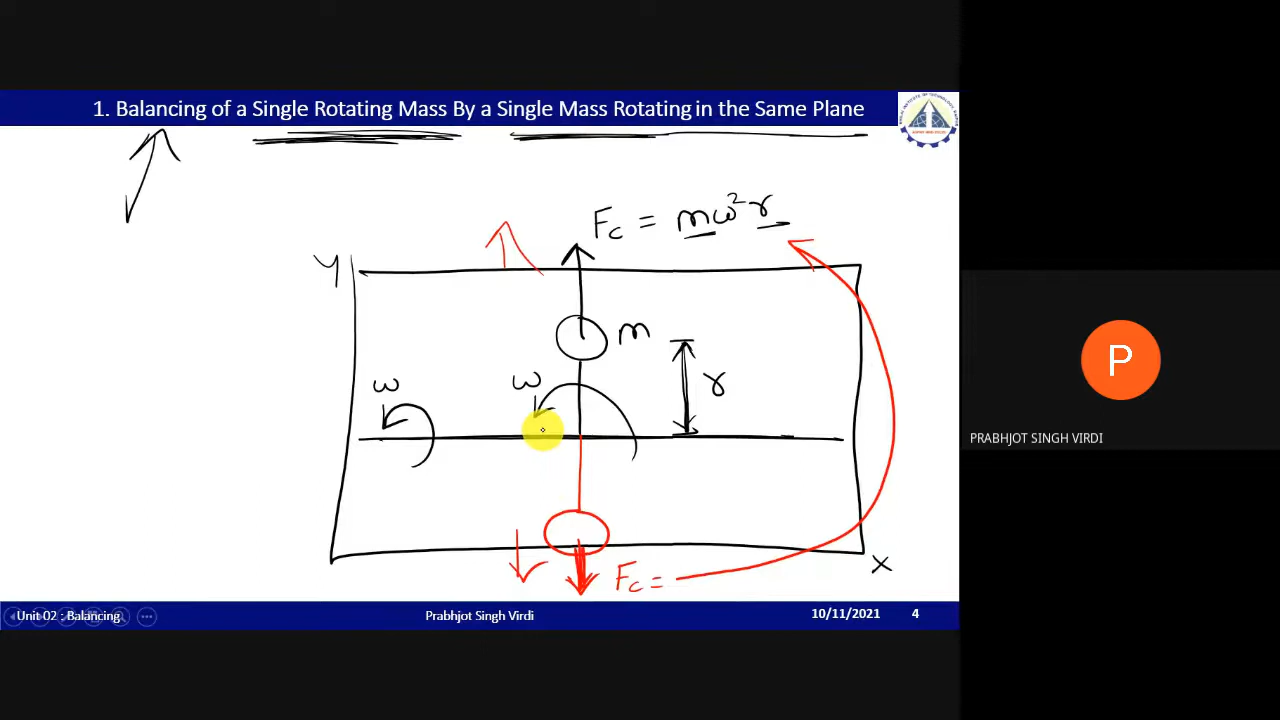 1. Balancing of a Single Rotating Mass By a Single Mass Rotating in the Same Plane
Fc = mω²r
Y
m
ω
ω
r
P
PRABHJOT SINGH VIRDI
X
Fc =
Unit 02 : Balancing
Prabhjot Singh Virdi
10/11/2021
4